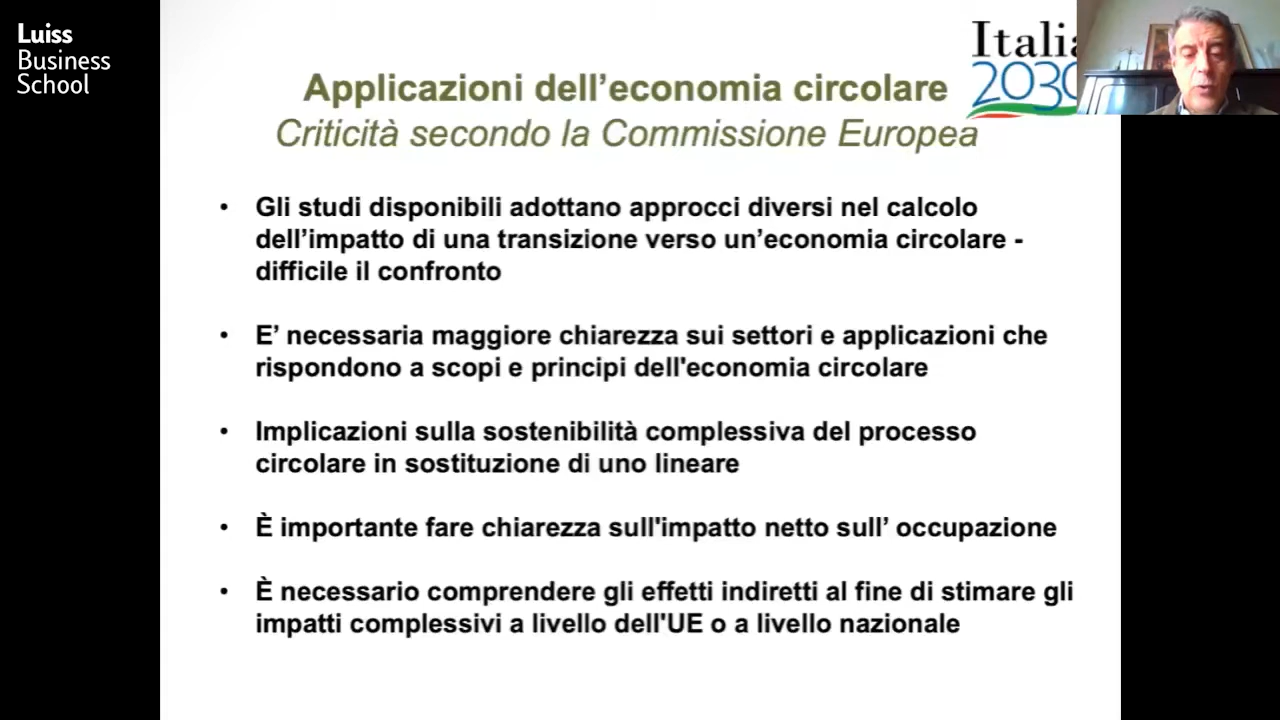 Luiss
Business
School
Italia
2030
Applicazioni dell’economia circolare
Criticità secondo la Commissione Europea
• Gli studi disponibili adottano approcci diversi nel calcolo
dell’impatto di una transizione verso un’economia circolare -
difficile il confronto
• E’ necessaria maggiore chiarezza sui settori e applicazioni che
rispondono a scopi e principi dell'economia circolare
• Implicazioni sulla sostenibilità complessiva del processo
circolare in sostituzione di uno lineare
• È importante fare chiarezza sull'impatto netto sull’ occupazione
• È necessario comprendere gli effetti indiretti al fine di stimare gli
impatti complessivi a livello dell'UE o a livello nazionale